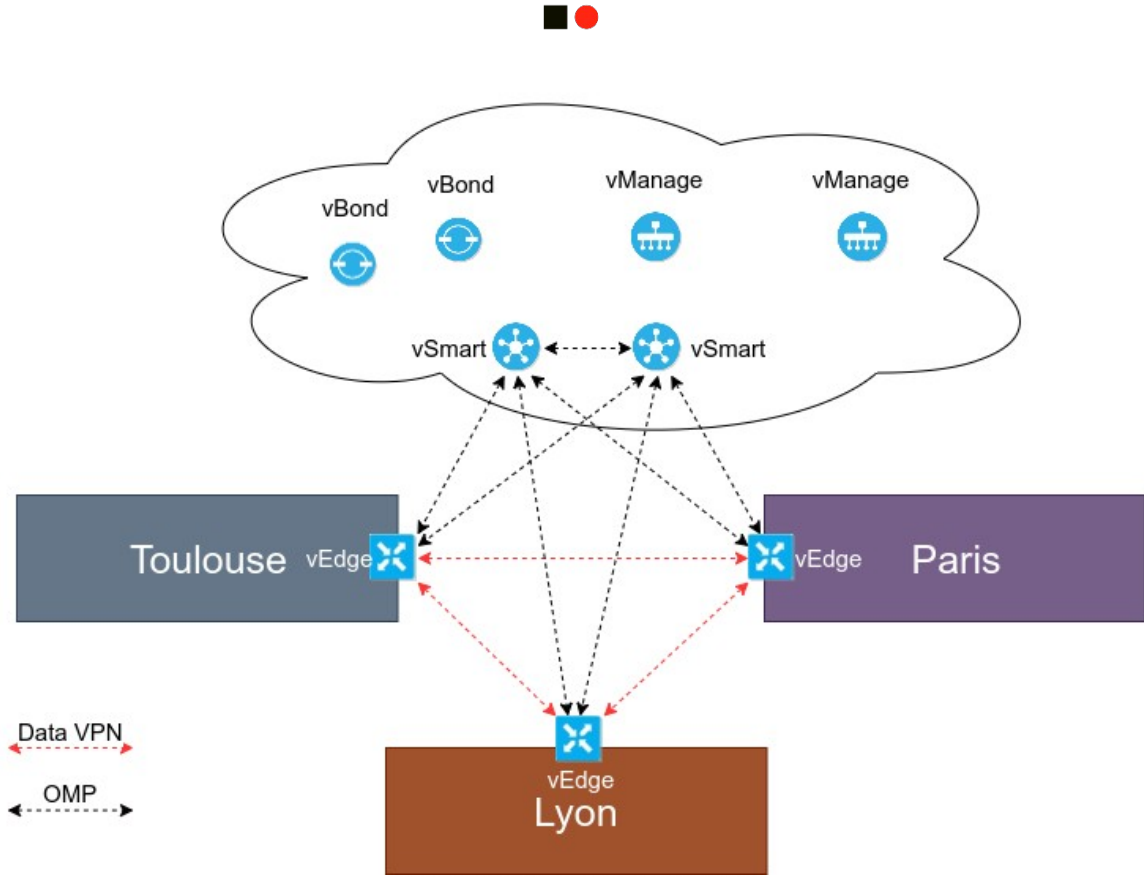 vBond
vBond
vManage
vManage
vSmart
vSmart
Toulouse
vEdge
vEdge
Paris
Data VPN
OMP
vEdge
Lyon